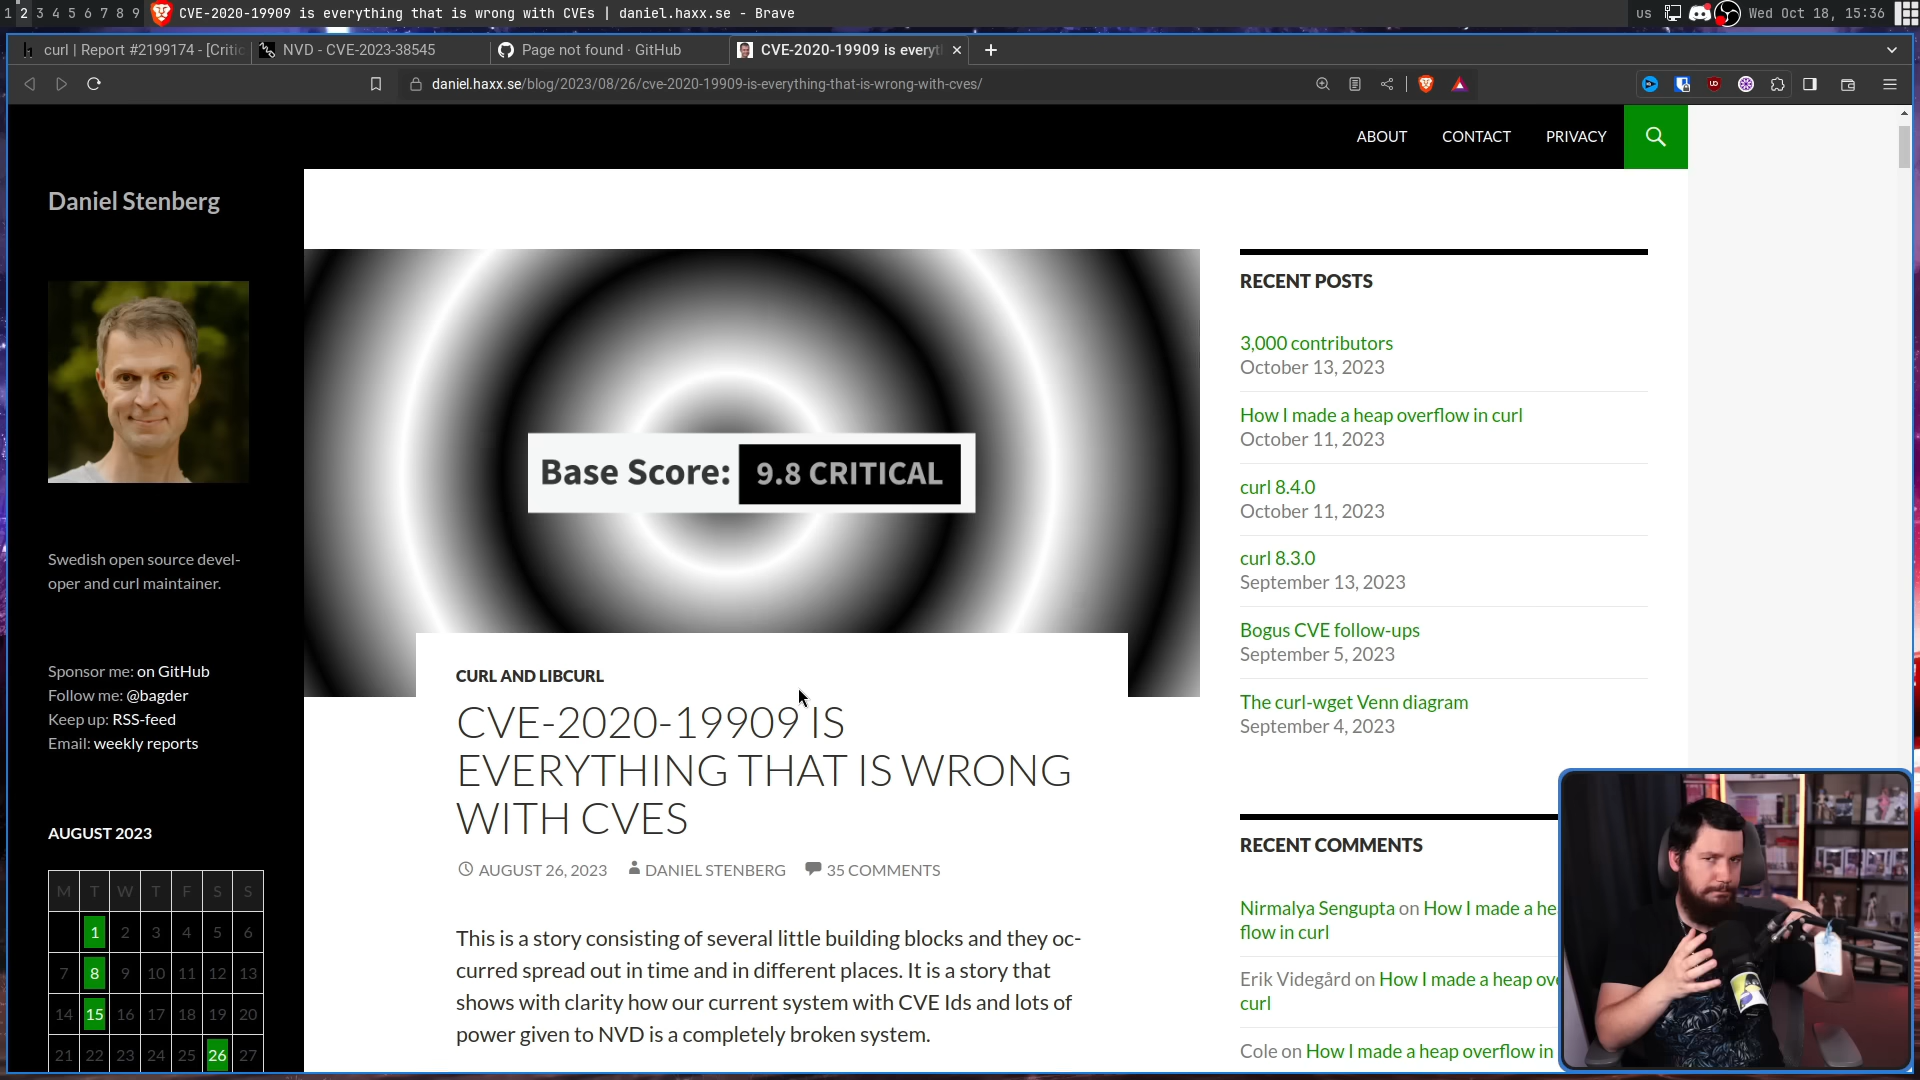 1 2 3 4 5 6 7 8 9 CVE-2020-19909 is everything that is wrong with CVEs | daniel.haxx.se - Brave us Wed Oct 18, 15:36
curl | Report #2199174 - [Critic NVD - CVE-2023-38545 Page not found · GitHub CVE-2020-19909 is everyt
daniel.haxx.se/blog/2023/08/26/cve-2020-19909-is-everything-that-is-wrong-with-cves/
ABOUT CONTACT PRIVACY
Daniel Stenberg
Swedish open source devel-
oper and curl maintainer.
Sponsor me: on GitHub
Follow me: @bagder
Keep up: RSS-feed
Email: weekly reports
AUGUST 2023
M T W T F S S
1 2 3 4 5 6
7 8 9 10 11 12 13
14 15 16 17 18 19 20
21 22 23 24 25 26 27
Base Score: 9.8 CRITICAL
CURL AND LIBCURL
CVE-2020-19909 IS
EVERYTHING THAT IS WRONG
WITH CVES
AUGUST 26, 2023 DANIEL STENBERG 35 COMMENTS
This is a story consisting of several little building blocks and they oc-
curred spread out in time and in different places. It is a story that
shows with clarity how our current system with CVE Ids and lots of
power given to NVD is a completely broken system.
RECENT POSTS
3,000 contributors
October 13, 2023
How I made a heap overflow in curl
October 11, 2023
curl 8.4.0
October 11, 2023
curl 8.3.0
September 13, 2023
Bogus CVE follow-ups
September 5, 2023
The curl-wget Venn diagram
September 4, 2023
RECENT COMMENTS
Nirmalya Sengupta on How I made a he
flow in curl
Erik Videgård on How I made a heap ove
curl
Cole on How I made a heap overflow in